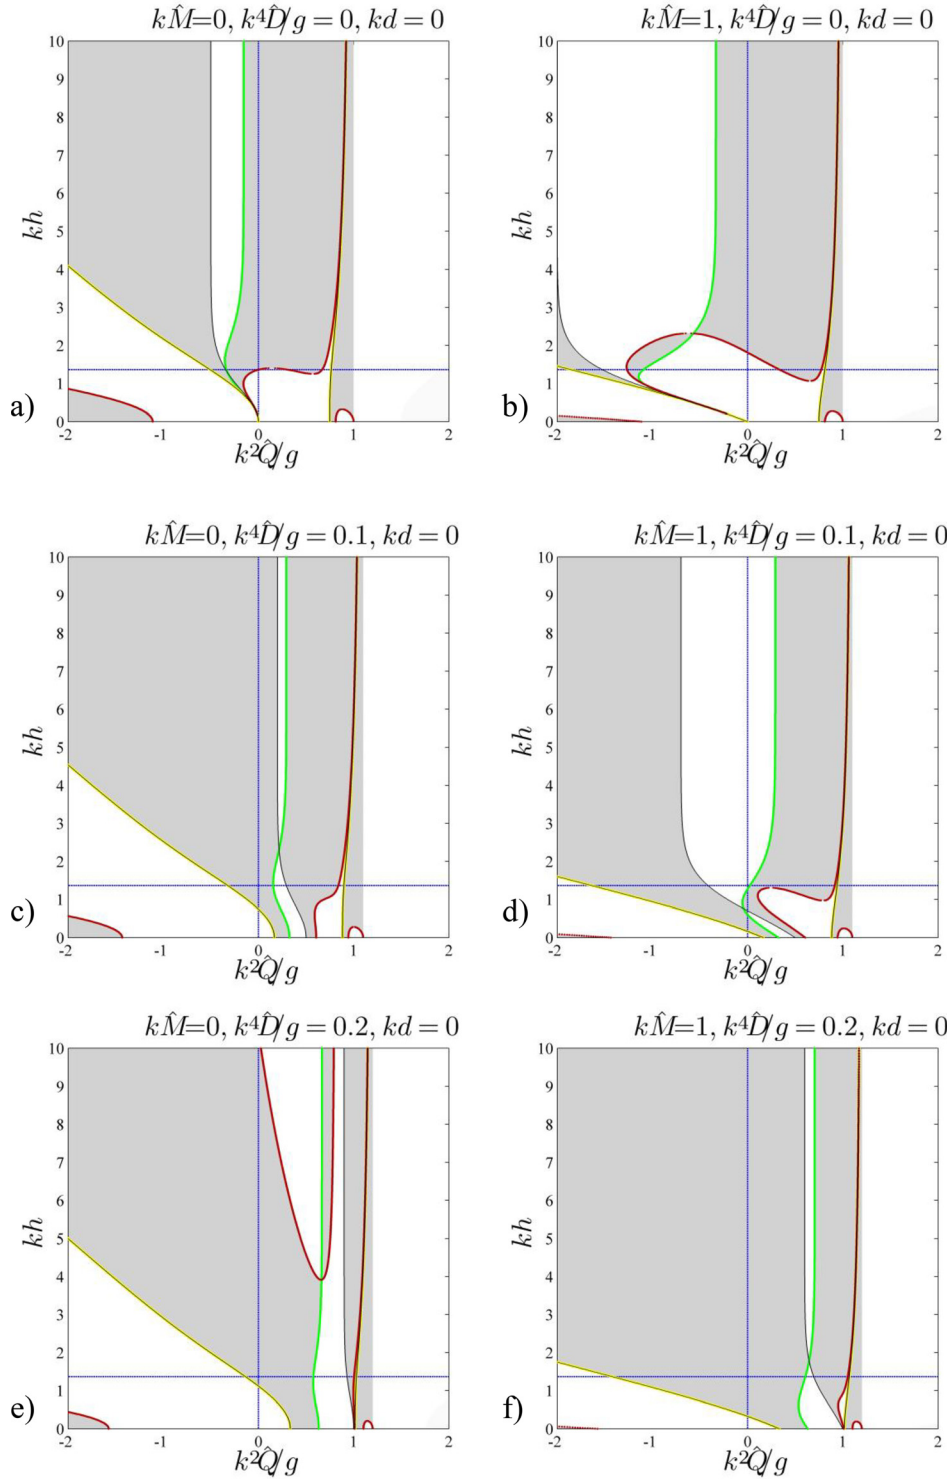 kM̂=0, k⁴D̂/g = 0, kd = 0
kM̂=1, k⁴D̂/g = 0, kd = 0
10
9
8
7
6
5
4
3
2
1
0
kh
a)
-2 -1 0 1 2
k²Q̂/g
10
9
8
7
6
5
4
3
2
1
0
kh
b)
-2 -1 0 1 2
k²Q̂/g
kM̂=0, k⁴D̂/g = 0.1, kd = 0
kM̂=1, k⁴D̂/g = 0.1, kd = 0
10
9
8
7
6
5
4
3
2
1
0
kh
c)
-2 -1 0 1 2
k²Q̂/g
10
9
8
7
6
5
4
3
2
1
0
kh
d)
-2 -1 0 1 2
k²Q̂/g
kM̂=0, k⁴D̂/g = 0.2, kd = 0
kM̂=1, k⁴D̂/g = 0.2, kd = 0
10
9
8
7
6
5
4
3
2
1
0
kh
e)
-2 -1 0 1 2
k²Q̂/g
10
9
8
7
6
5
4
3
2
1
0
kh
f)
-2 -1 0 1 2
k²Q̂/g